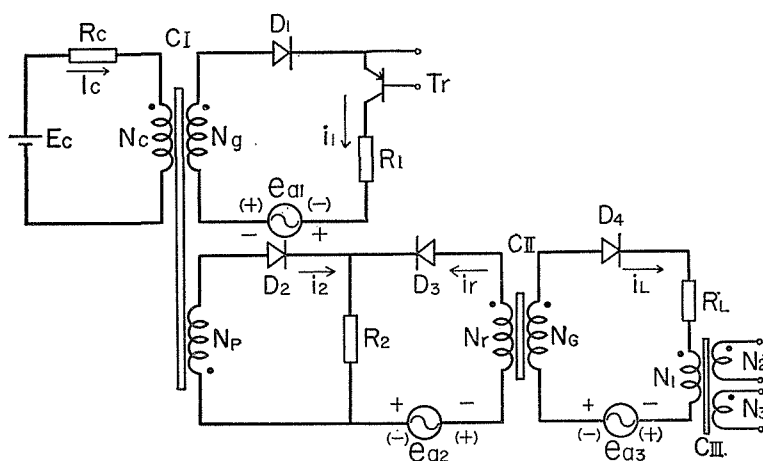 Rc
Ic
Ec
Nc
CI
Ng
D1
Tr
i1
R1
ea1
(+)
(−)
−
+
D2
i2
D3
ir
NP
R2
Nr
CII
NG
+
−
(−)
(+)
ea2
D4
iL
RL
N1
N2
N3
+
−
(−)
(+)
ea3
CIII